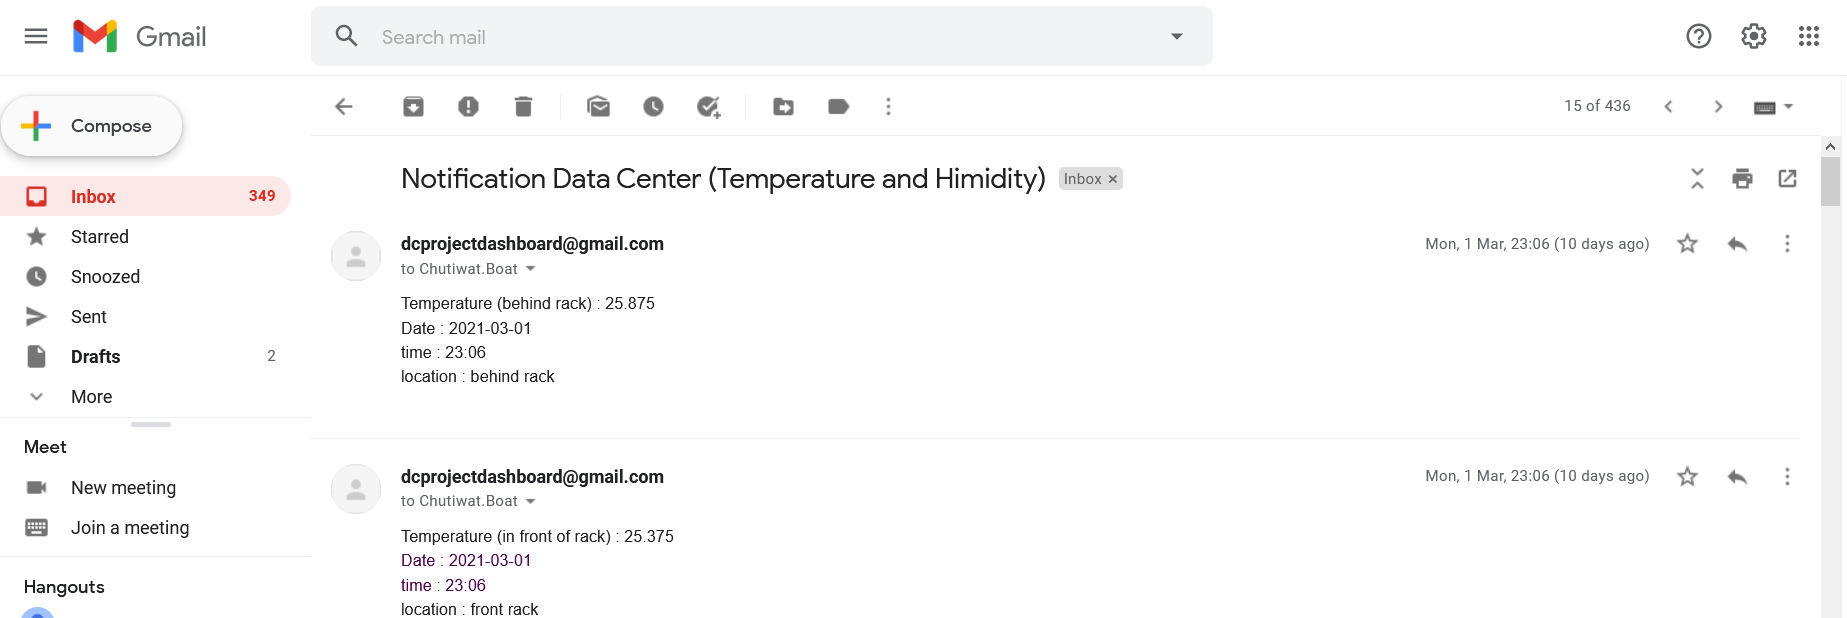 Gmail
Search mail
Compose
15 of 436
Inbox 349
Starred
Snoozed
Sent
Drafts 2
More
Meet
New meeting
Join a meeting
Hangouts
Notification Data Center (Temperature and Himidity) Inbox ×
dcprojectdashboard@gmail.com Mon, 1 Mar, 23:06 (10 days ago)
to Chutiwat.Boat
Temperature (behind rack) : 25.875
Date : 2021-03-01
time : 23:06
location : behind rack
dcprojectdashboard@gmail.com Mon, 1 Mar, 23:06 (10 days ago)
to Chutiwat.Boat
Temperature (in front of rack) : 25.375
Date : 2021-03-01
time : 23:06
location : front rack